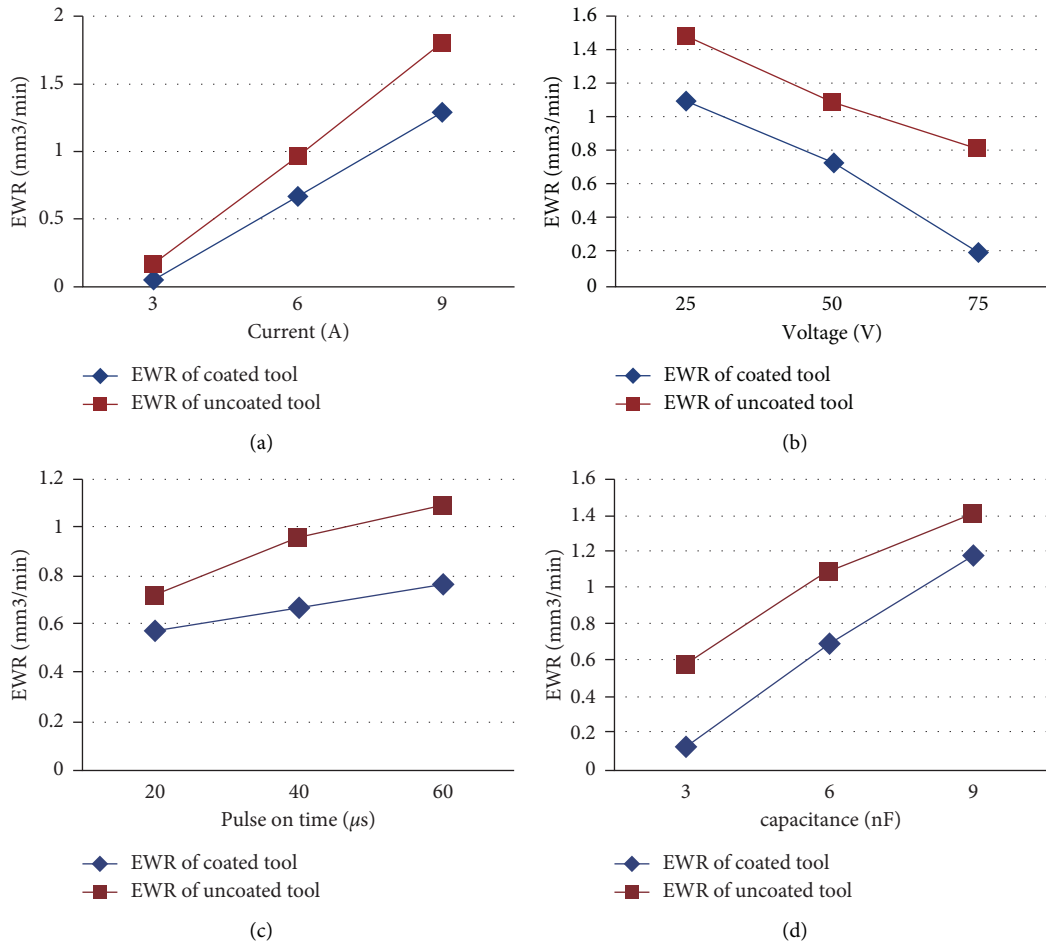 2
1.5
1
0.5
0
EWR (mm3/min)
3 6 9
Current (A)
EWR of coated tool
EWR of uncoated tool
(a)
1.6
1.4
1.2
1
0.8
0.6
0.4
0.2
0
EWR (mm3/min)
25 50 75
Voltage (V)
EWR of coated tool
EWR of uncoated tool
(b)
1.2
1
0.8
0.6
0.4
0.2
0
EWR (mm3/min)
20 40 60
Pulse on time (μs)
EWR of coated tool
EWR of uncoated tool
(c)
1.6
1.4
1.2
1
0.8
0.6
0.4
0.2
0
EWR (mm3/min)
3 6 9
capacitance (nF)
EWR of coated tool
EWR of uncoated tool
(d)